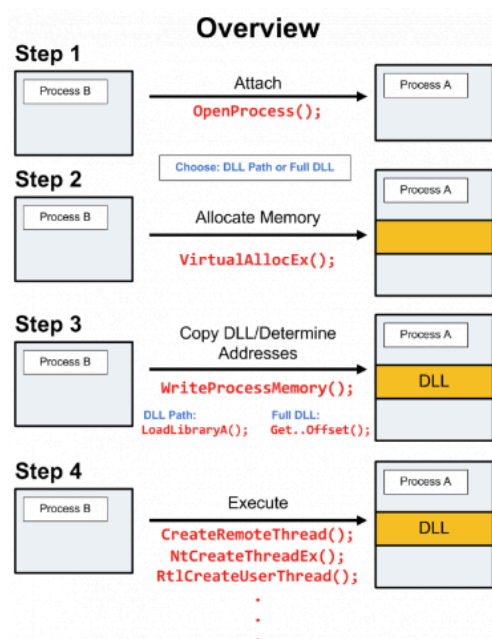 Overview
Step 1
Process B
Attach
OpenProcess();
Process A
Choose: DLL Path or Full DLL
Step 2
Process B
Allocate Memory
VirtualAllocEx();
Process A
Step 3
Process B
Copy DLL/Determine
Addresses
WriteProcessMemory();
DLL Path:
LoadLibraryA();
Full DLL:
Get..Offset();
Process A
DLL
Step 4
Process B
Execute
CreateRemoteThread();
NtCreateThreadEx();
RtlCreateUserThread();
.
.
.
Process A
DLL